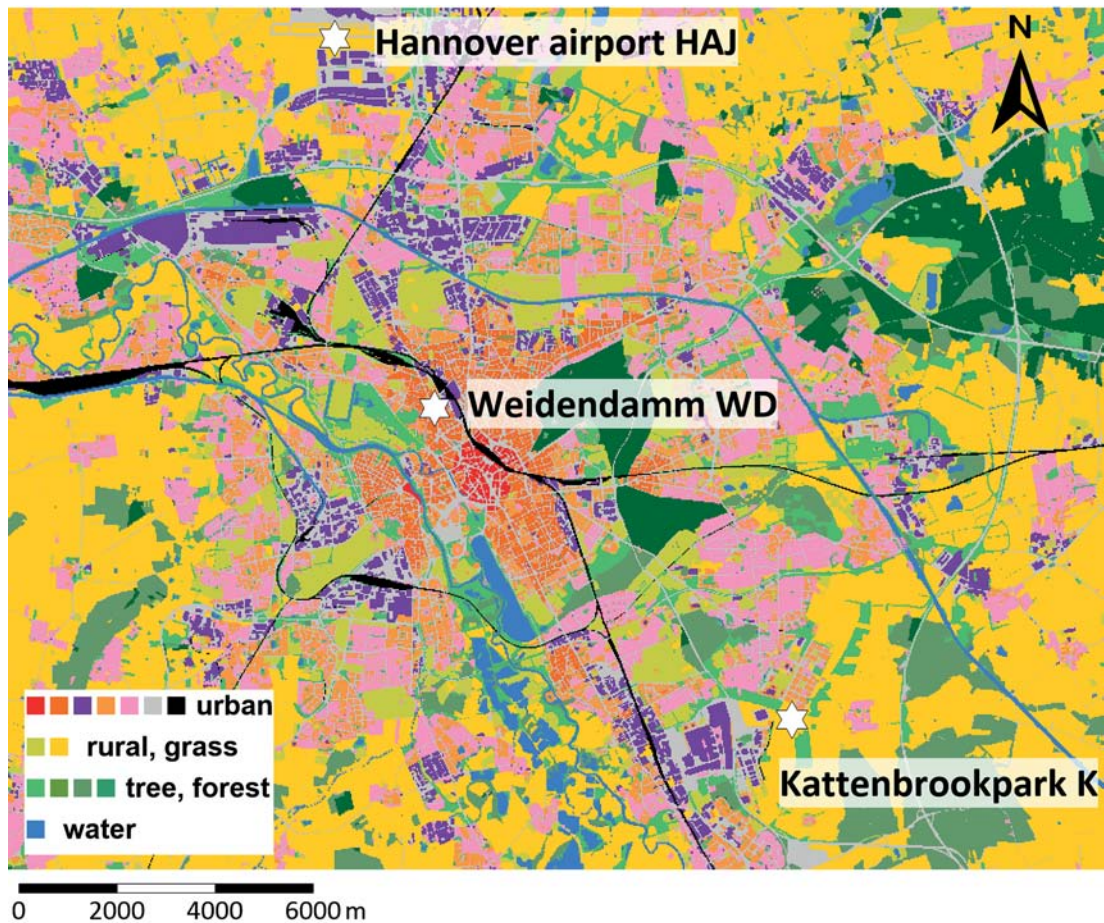 Hannover airport HAJ
N
Weidendamm WD
Kattenbrookpark K
urban
rural, grass
tree, forest
water
0 2000 4000 6000 m